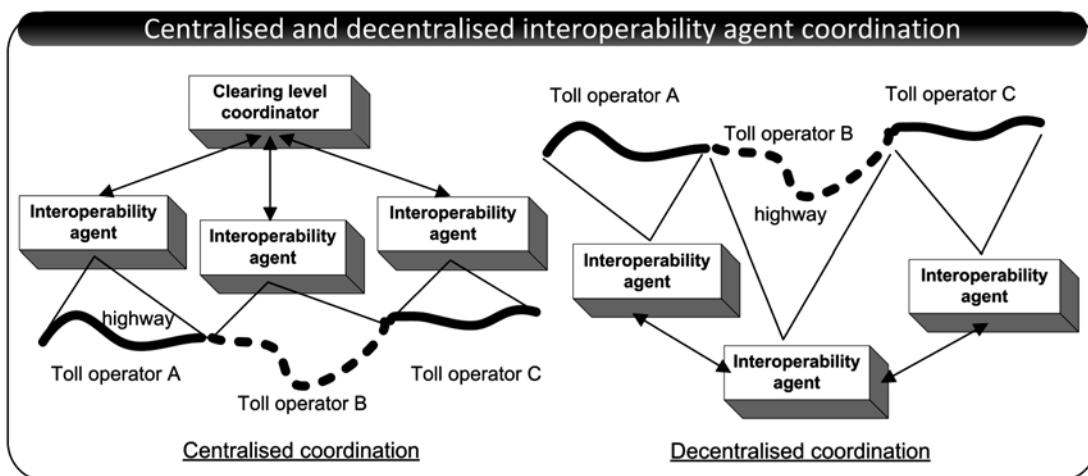 Centralised and decentralised interoperability agent coordination
Clearing level
coordinator
Interoperability
agent
Interoperability
agent
Interoperability
agent
highway
Toll operator A
Toll operator B
Toll operator C
Centralised coordination
Toll operator A
Toll operator B
Toll operator C
highway
Interoperability
agent
Interoperability
agent
Interoperability
agent
Decentralised coordination